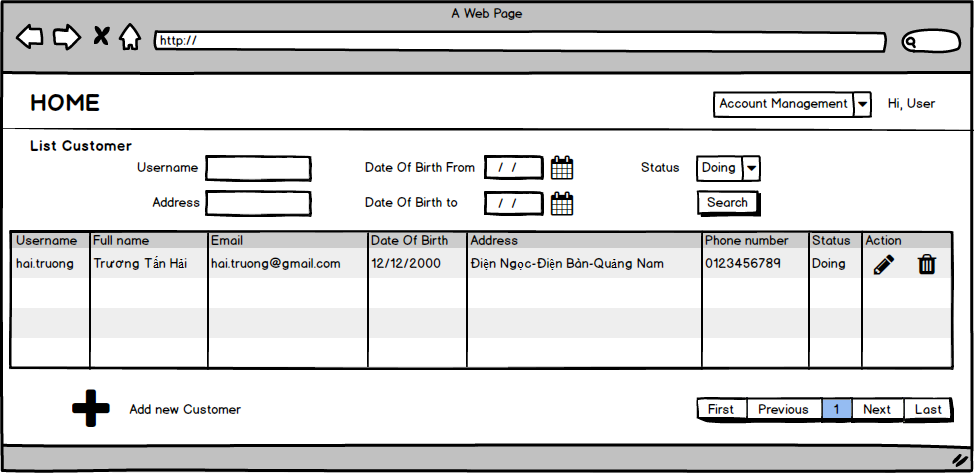 A Web Page
http://
HOME
Account Management
Hi, User
List Customer
Username
Date Of Birth From
/ /
Status
Doing
Address
Date Of Birth to
/ /
Search
Username Full name Email Date Of Birth Address Phone number Status Action
hai.truong Trương Tấn Hải hai.truong@gmail.com 12/12/2000 Điện Ngọc-Điện Bàn-Quảng Nam 0123456789 Doing
Add new Customer
First Previous 1 Next Last